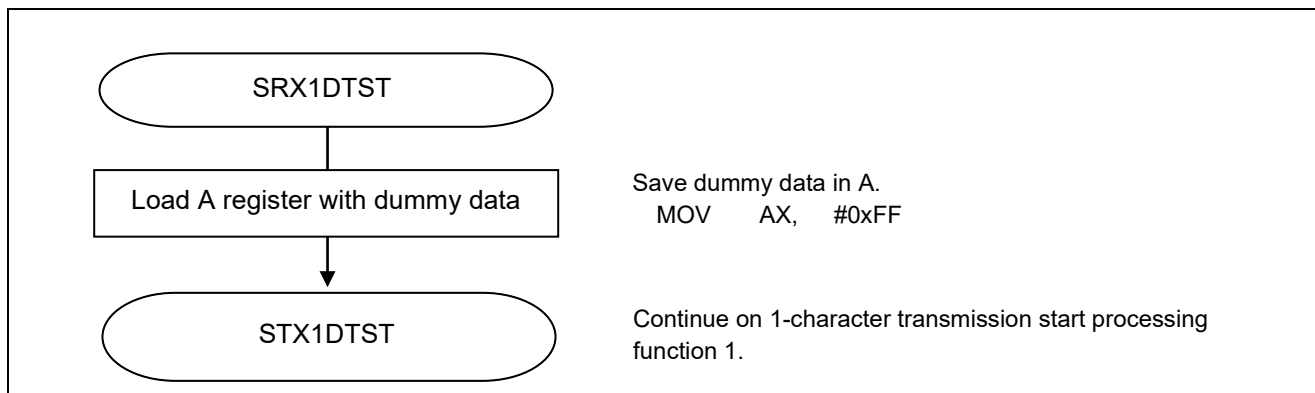 SRX1DTST
Load A register with dummy data
Save dummy data in A.
MOV AX, #0xFF
STX1DTST
Continue on 1-character transmission start processing
function 1.